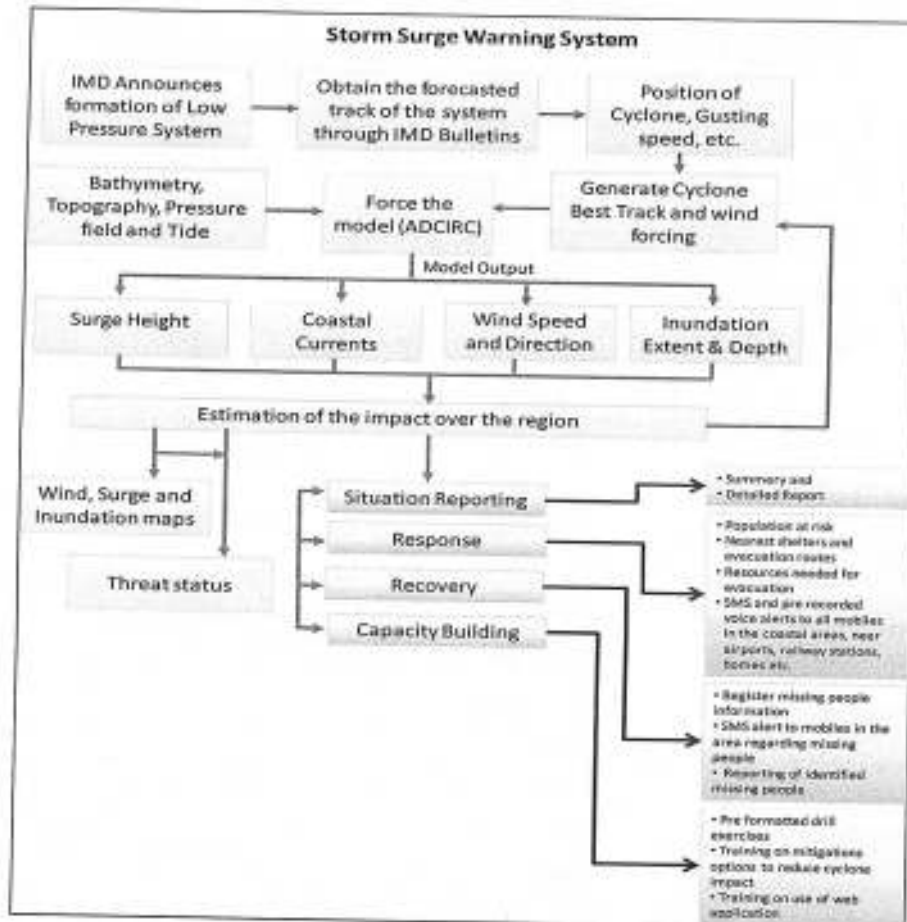 Storm Surge Warning System
IMD Announces
formation of Low
Pressure System
Obtain the forecasted
track of the system
through IMD Bulletins
Position of
Cyclone, Gusting
speed, etc.
Bathymetry,
Topography, Pressure
field and Tide
Force the
model (ADCIRC)
Generate Cyclone
Best Track and wind
forcing
Model Output
Surge Height
Coastal
Currents
Wind Speed
and Direction
Inundation
Extent & Depth
Estimation of the impact over the region
Wind, Surge and
Inundation maps
Threat status
Situation Reporting
Response
Recovery
Capacity Building
• Summary and
• Detailed Report
• Population at risk
• Nearest shelters and
evacuation routes
• Resources needed for
evacuation
• SMS and pre recorded
voice alerts to all mobiles
in the coastal areas, near
airports, railway stations,
homes etc.
• Register missing people
information
• SMS alert to mobiles in the
area regarding missing
people
• Reporting of identified
missing people
• Pre formatted drill
exercises
• Training on mitigations
options to reduce cyclone
impact
• Training on use of web
application